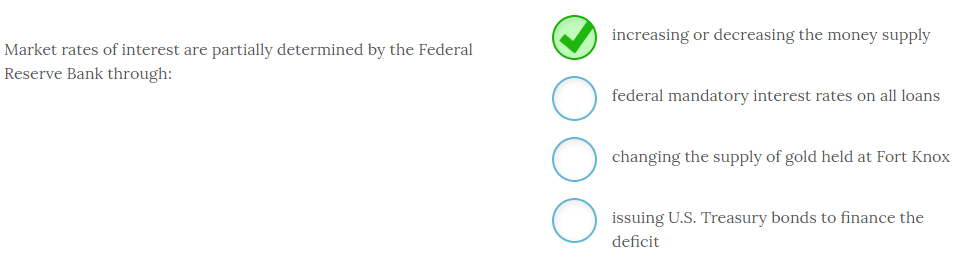 Market rates of interest are partially determined by the Federal
Reserve Bank through:
increasing or decreasing the money supply
federal mandatory interest rates on all loans
changing the supply of gold held at Fort Knox
issuing U.S. Treasury bonds to finance the
deficit